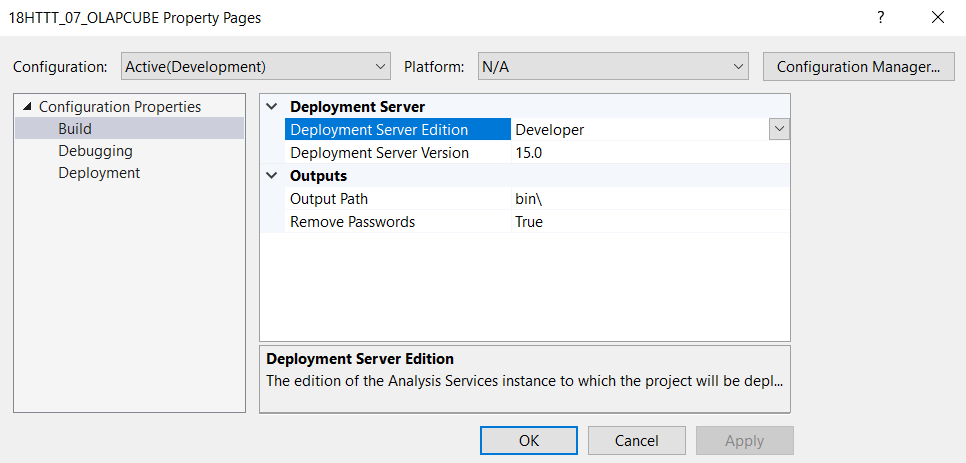 18HTTT_07_OLAPCUBE Property Pages ?
Configuration: Active(Development) Platform: N/A Configuration Manager...
Configuration Properties
Build
Debugging
Deployment
Deployment Server
Deployment Server Edition Developer
Deployment Server Version 15.0
Outputs
Output Path bin\
Remove Passwords True
Deployment Server Edition
The edition of the Analysis Services instance to which the project will be depl...
OK Cancel Apply